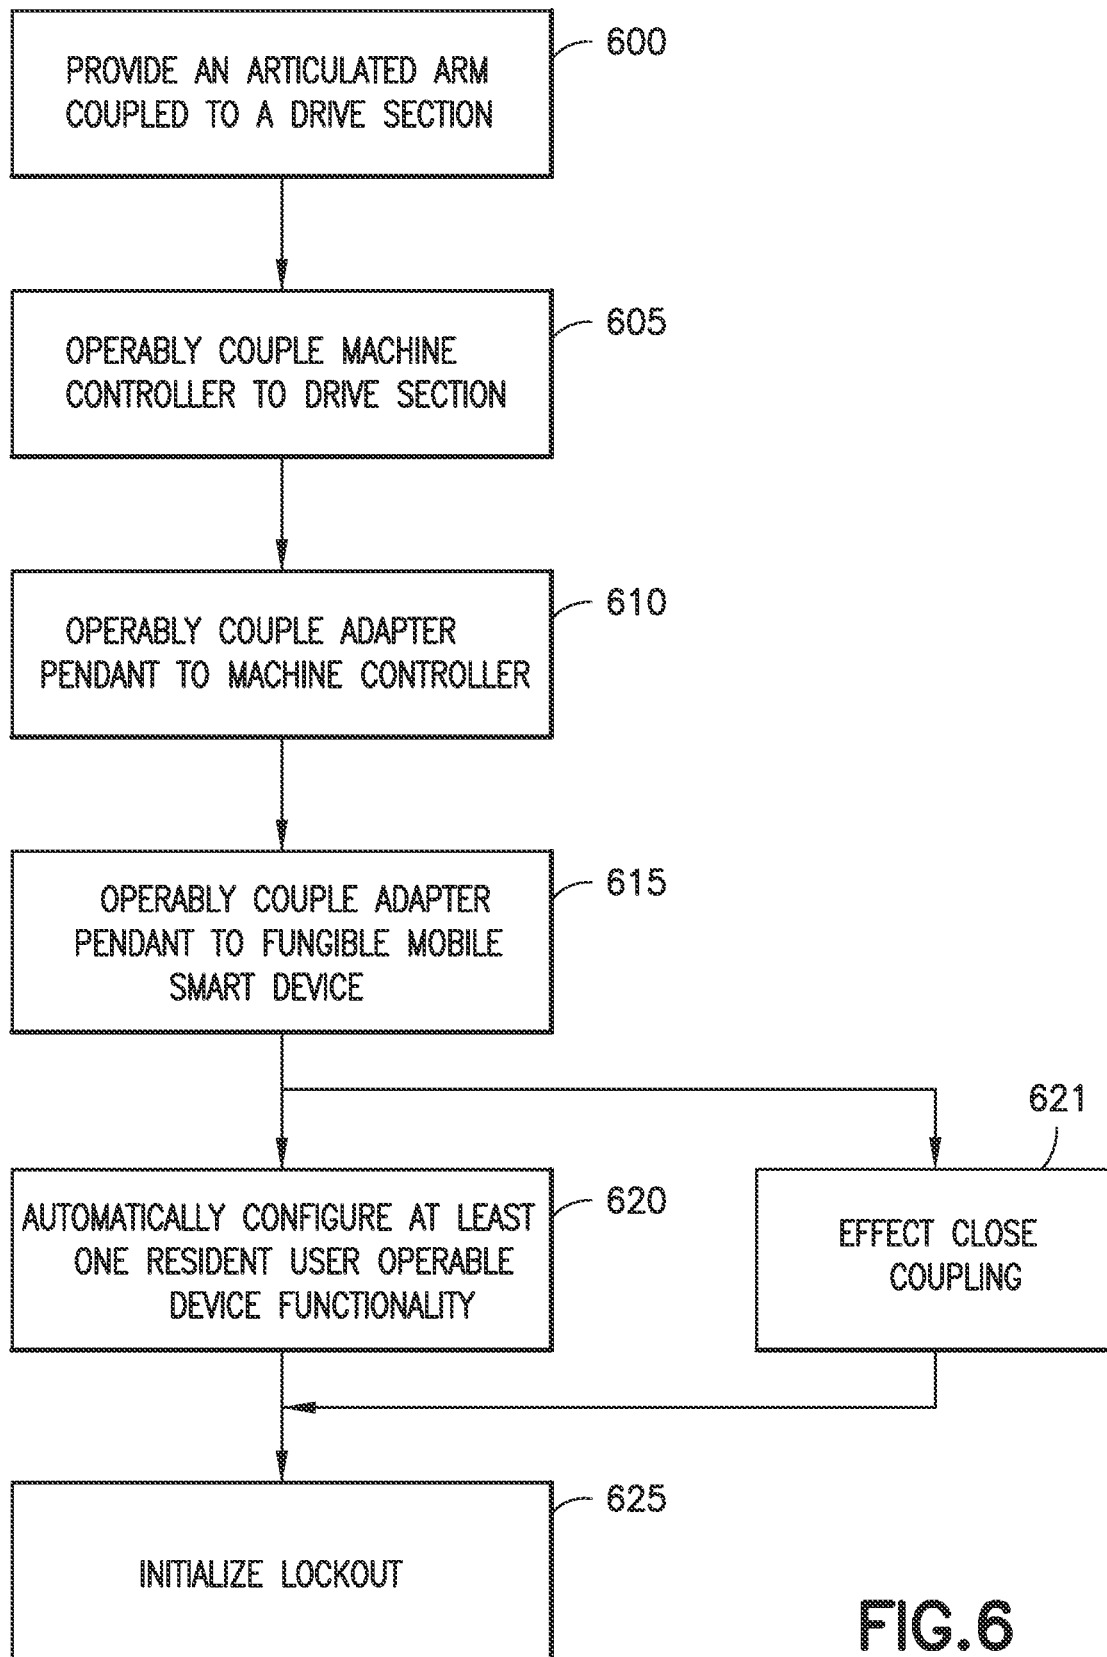 PROVIDE AN ARTICULATED ARM
COUPLED TO A DRIVE SECTION
600
OPERABLY COUPLE MACHINE
CONTROLLER TO DRIVE SECTION
605
OPERABLY COUPLE ADAPTER
PENDANT TO MACHINE CONTROLLER
610
OPERABLY COUPLE ADAPTER
PENDANT TO FUNGIBLE MOBILE
SMART DEVICE
615
AUTOMATICALLY CONFIGURE AT LEAST
ONE RESIDENT USER OPERABLE
DEVICE FUNCTIONALITY
620
621
EFFECT CLOSE
COUPLING
INITIALIZE LOCKOUT
625
FIG.6